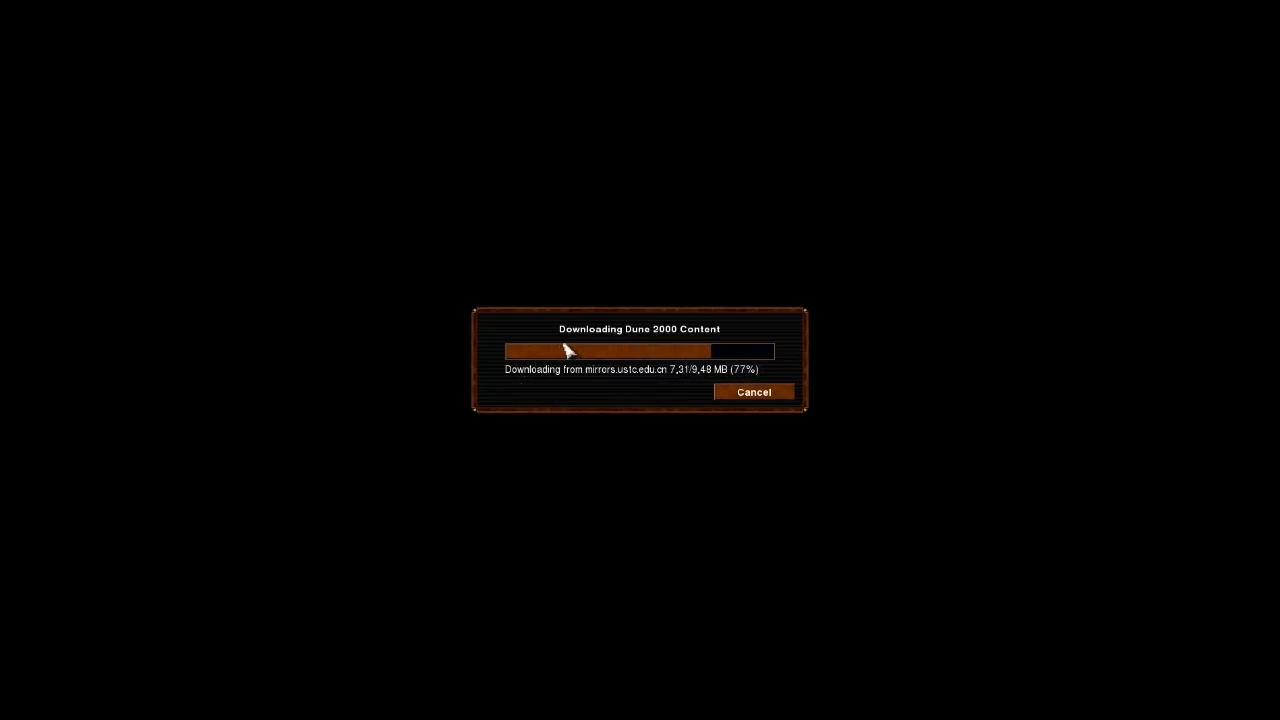 Downloading Dune 2000 Content
Downloading from mirrors.ustc.edu.cn 7,31/9,48 MB (77%)
Cancel